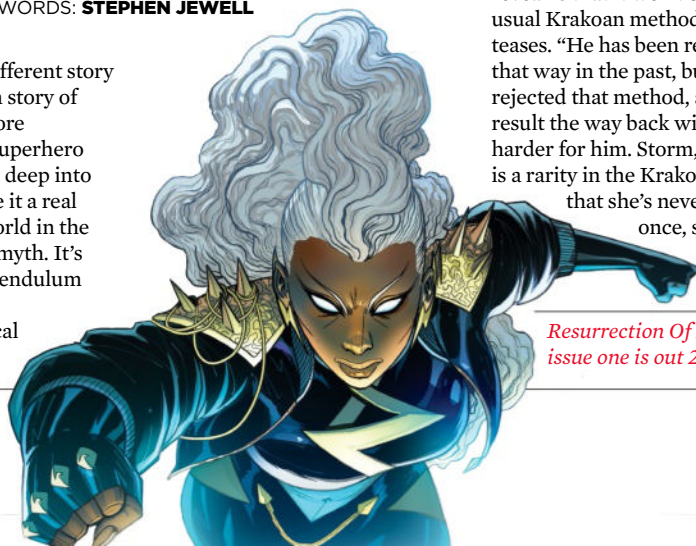 WORDS: STEPHEN JEWELL
fferent story
story of
ore
uperhero
deep into
e it a real
orld in the
myth. It's
endulum
cal
usual Krakoan method
teases. "He has been re
that way in the past, bu
rejected that method, a
result the way back wi
harder for him. Storm,
is a rarity in the Krako
that she's neve
once, s
Resurrection Of
issue one is out 2